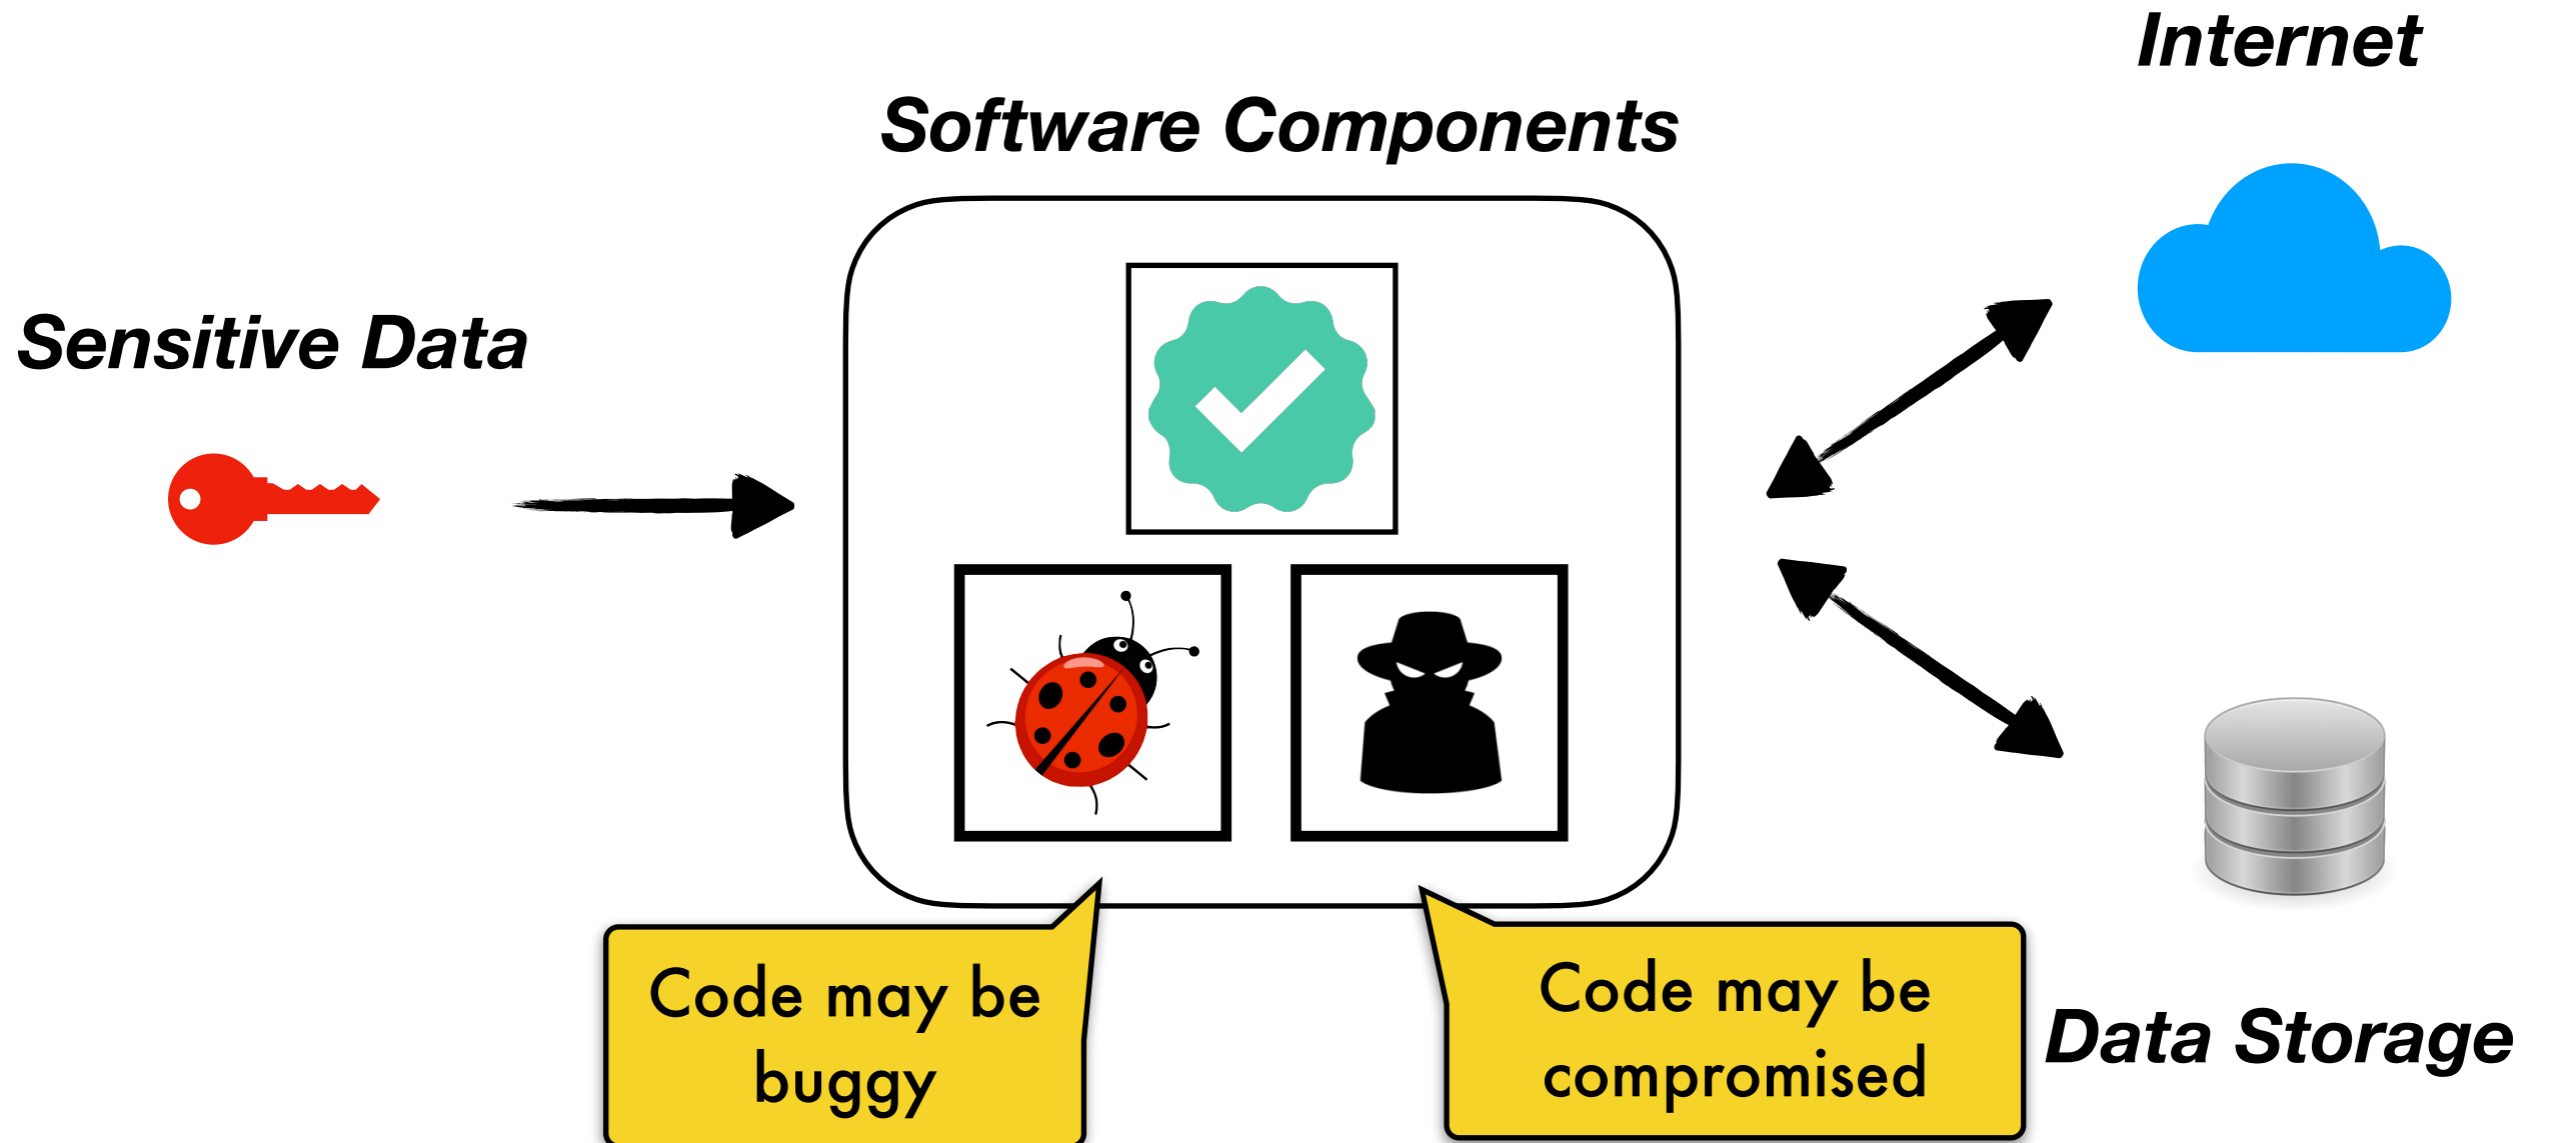 Internet
Software Components
Sensitive Data
Code may be
buggy
Code may be
compromised
Data Storage